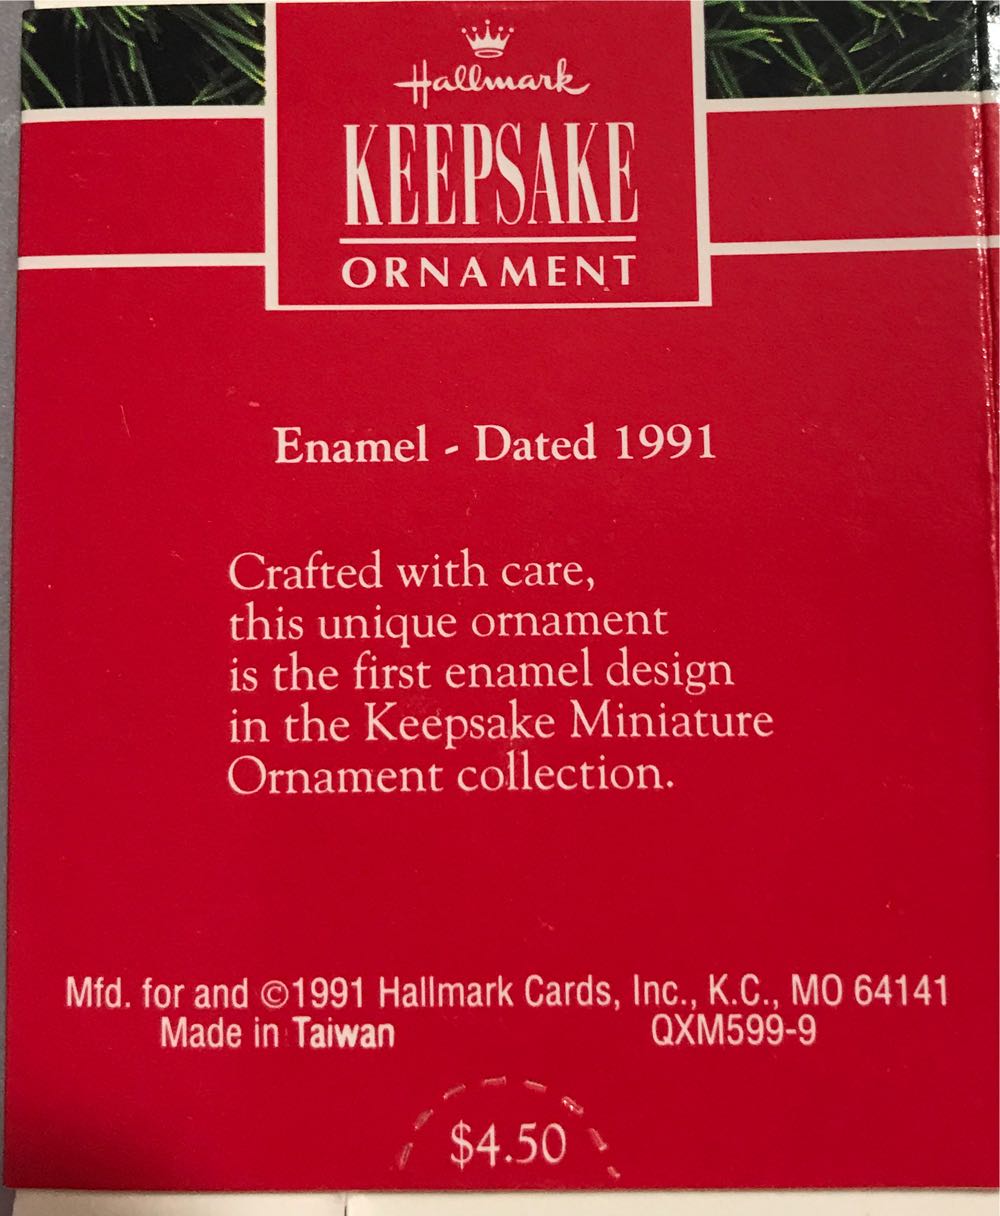 Hallmark
KEEPSAKE
ORNAMENT
Enamel - Dated 1991
Crafted with care,
this unique ornament
is the first enamel design
in the Keepsake Miniature
Ornament collection.
Mfd. for and ©1991 Hallmark Cards, Inc., K.C., MO 64141
Made in Taiwan QXM599-9
$4.50